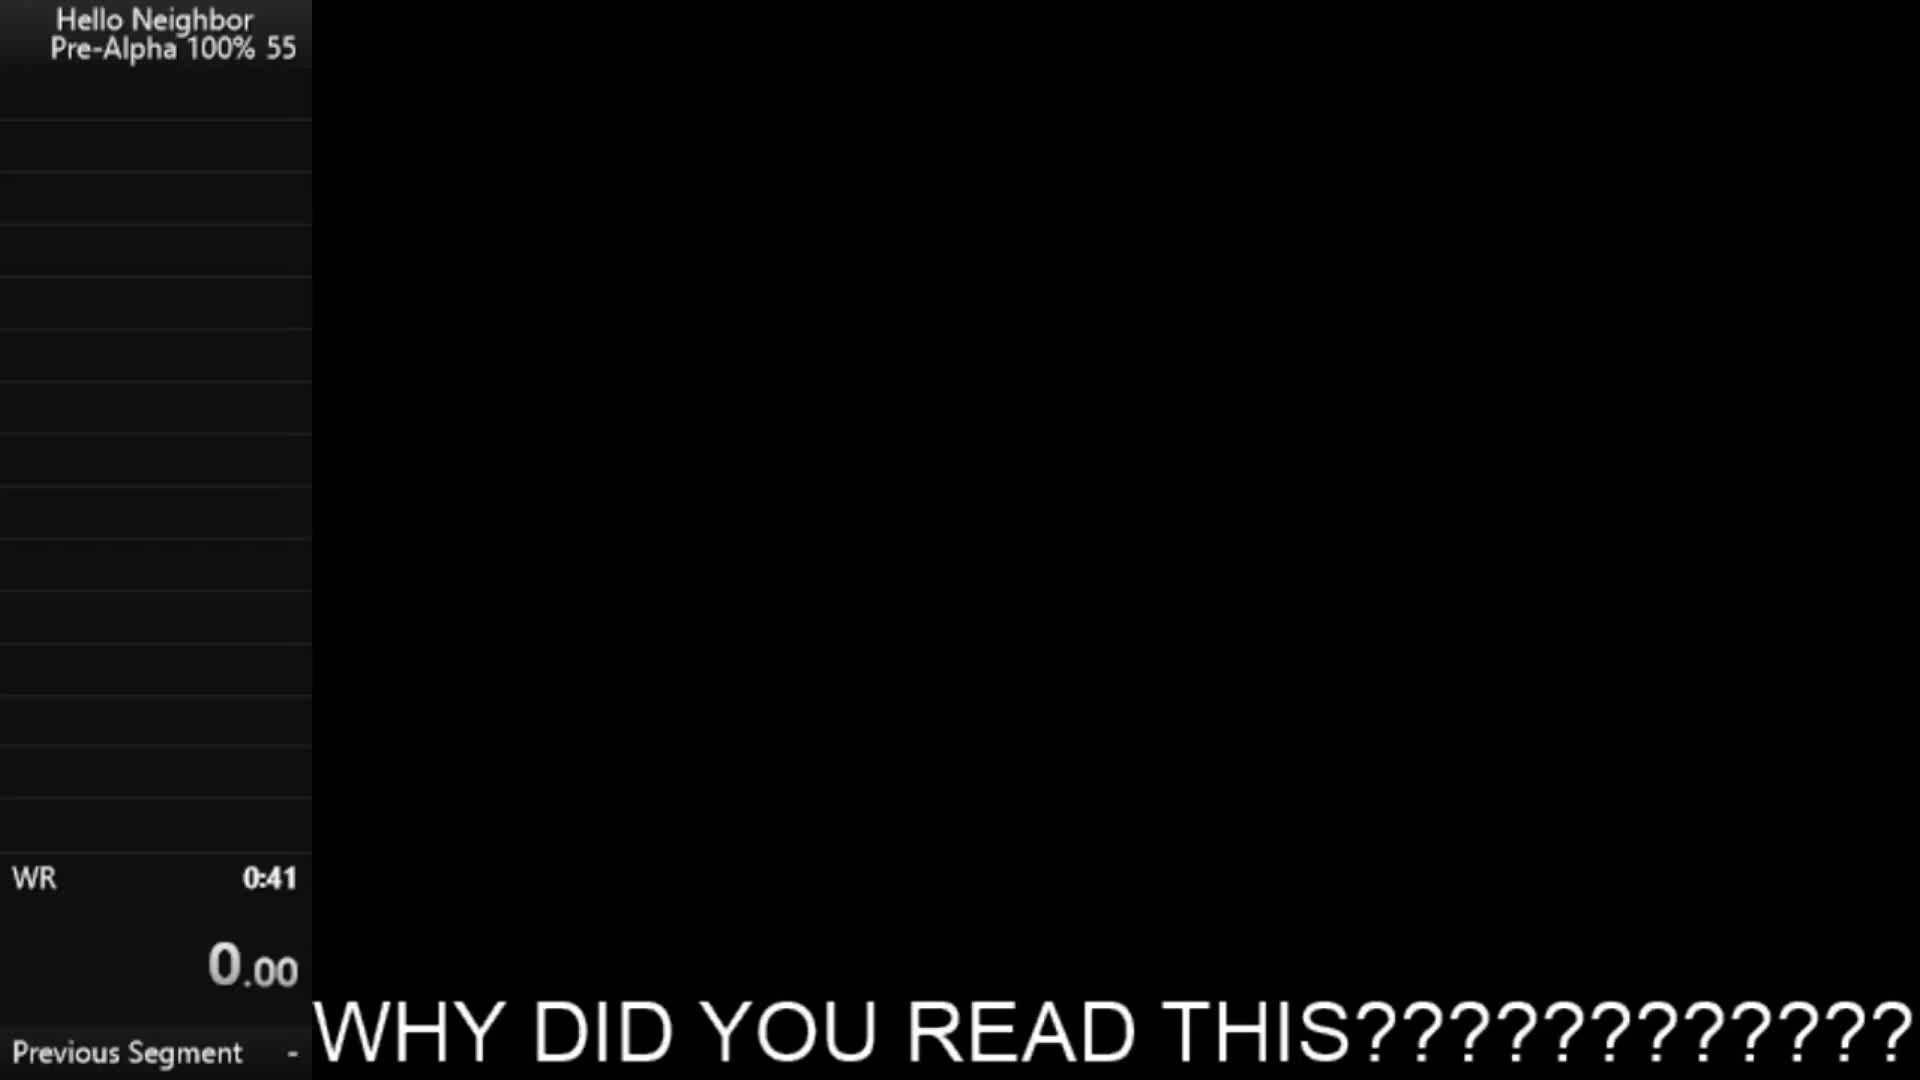 Hello Neighbor
Pre-Alpha 100% 55
WR 0:41
0.00
Previous Segment -
WHY DID YOU READ THIS????????????